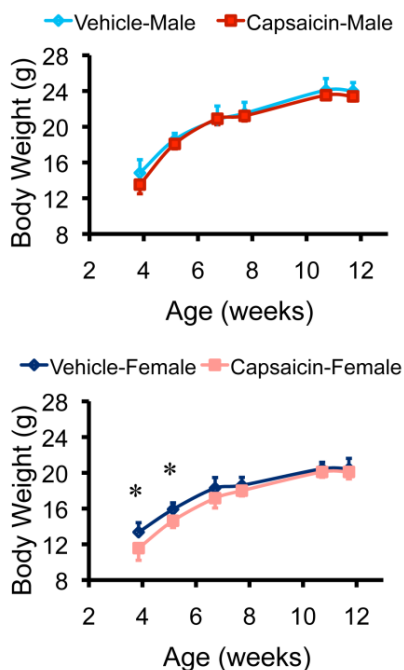 Vehicle-Male Capsaicin-Male
Body Weight (g)
28
24
20
16
12
8
2 4 6 8 10 12
Age (weeks)
Vehicle-Female Capsaicin-Female
Body Weight (g)
28
24
20
16
12
8
* *
2 4 6 8 10 12
Age (weeks)